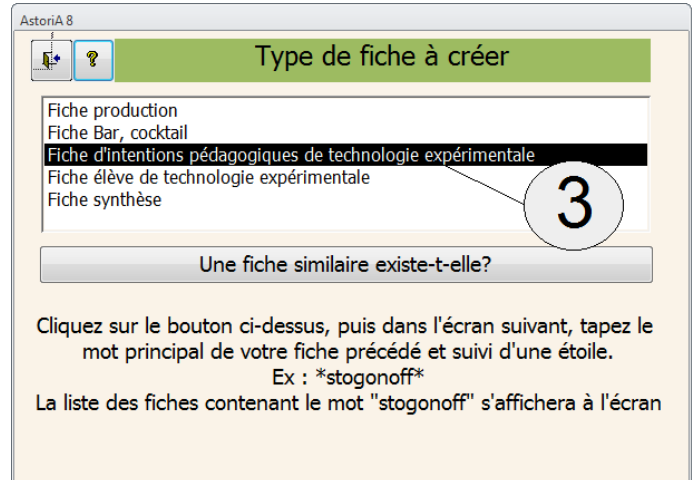 AstoriA 8
?
Type de fiche à créer
Fiche production
Fiche Bar, cocktail
Fiche d'intentions pédagogiques de technologie expérimentale
Fiche élève de technologie expérimentale
Fiche synthèse
3
Une fiche similaire existe-t-elle?
Cliquez sur le bouton ci-dessus, puis dans l'écran suivant, tapez le
mot principal de votre fiche précédé et suivi d'une étoile.
Ex : *stogonoff*
La liste des fiches contenant le mot "stogonoff" s'affichera à l'écran